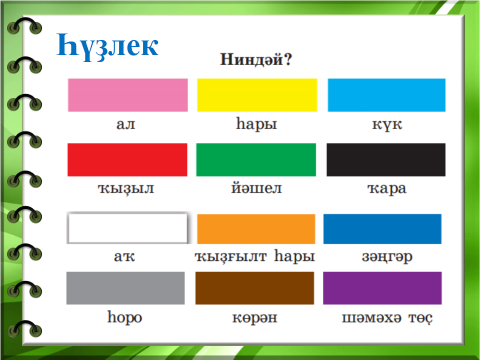 Һүҙлек
Ниндәй?
ал һары күк
ҡыҙыл йәшел ҡара
аҡ ҡыҙғылт һары зәңгәр
һоро көрән шәмәхә төҫ